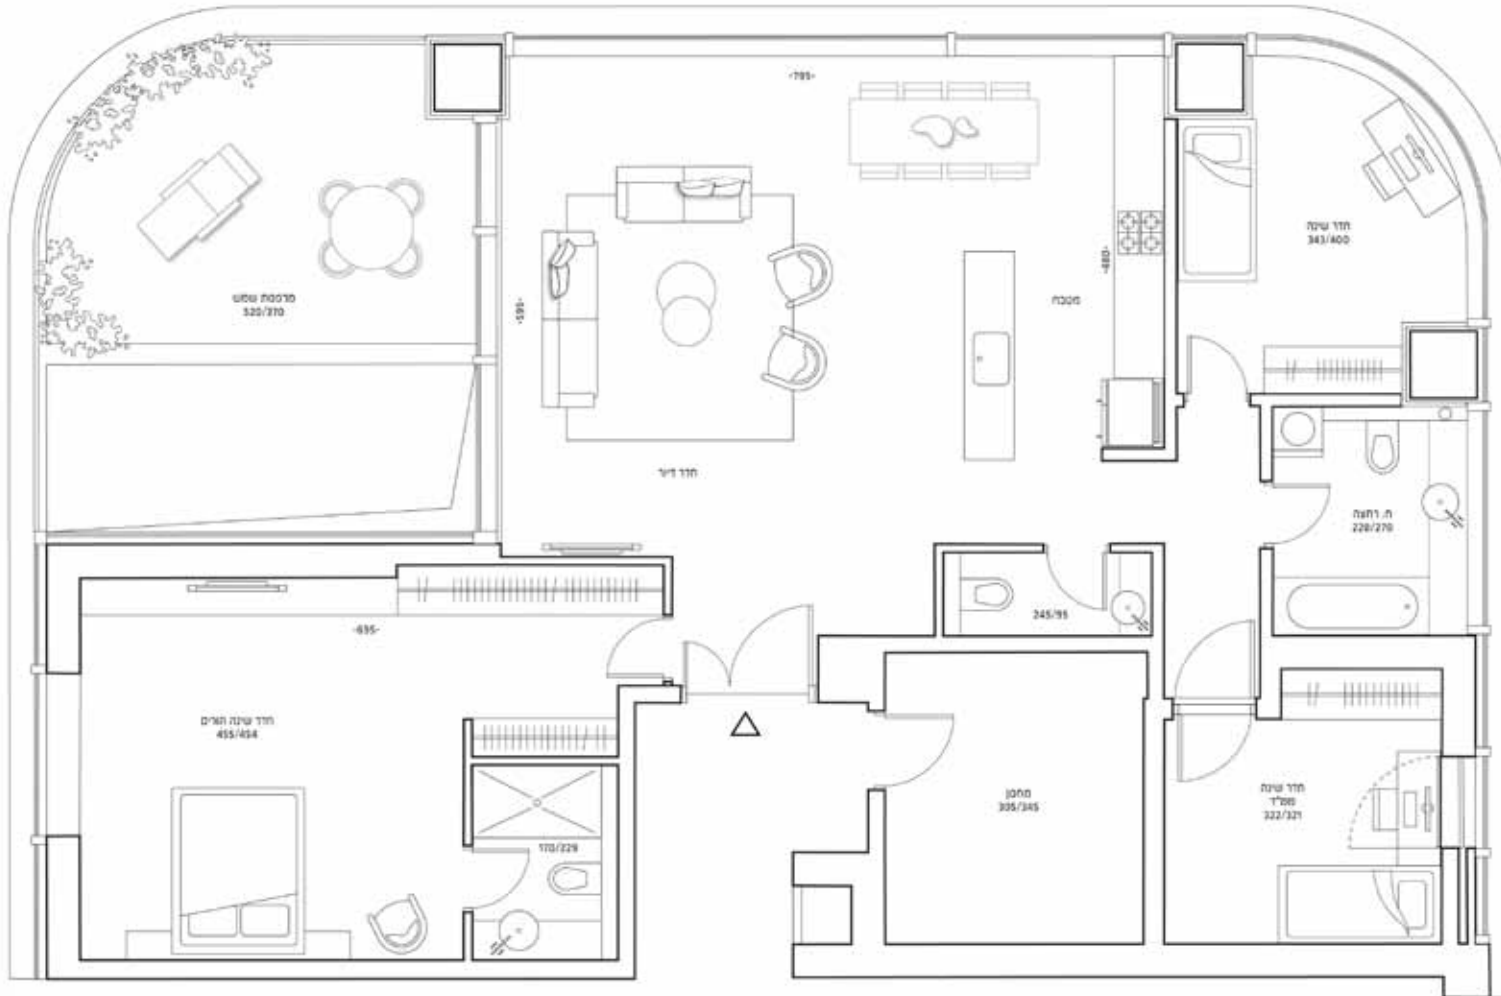 -795-
חדר שינה
343/400
-480-
מטבח
מרפסת שמש
520/370
-595-
חדר דיור
ח. רחצה
228/270
245/95
-695-
חדר שינה הורים
455/454
170/229
מחסן
305/345
חדר שינה
ממ"ד
322/321